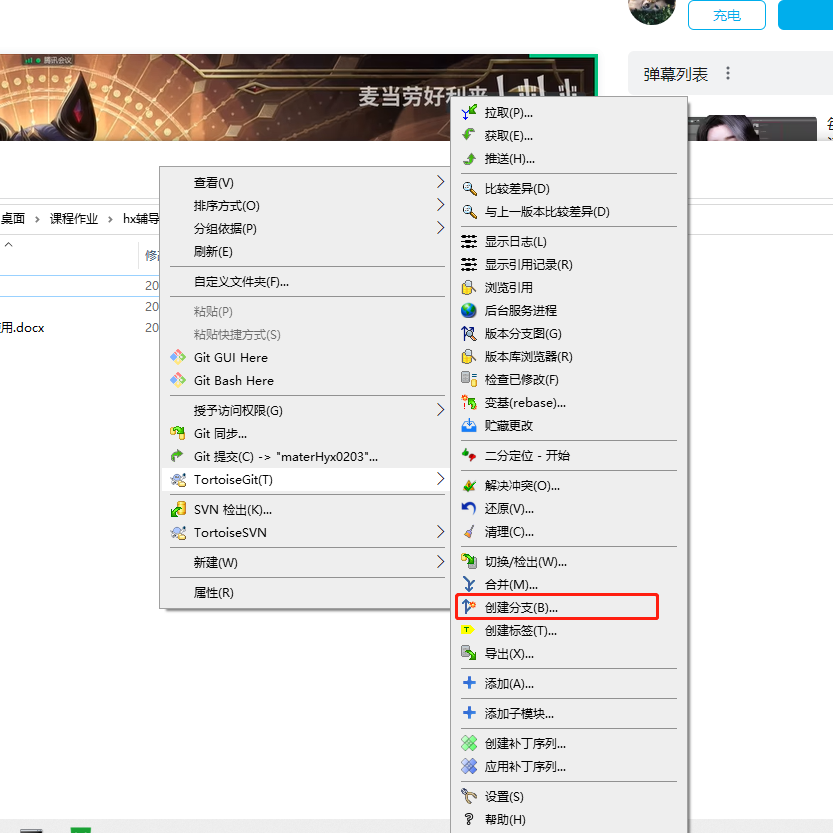 充电
腾讯会议
麦当劳好利来
弹幕列表
桌面 > 课程作业 > hx辅导
修
20
20
用.docx
20
查看(V)
排序方式(O)
分组依据(P)
刷新(E)
自定义文件夹(F)...
粘贴(P)
粘贴快捷方式(S)
Git GUI Here
Git Bash Here
授予访问权限(G)
Git 同步...
Git 提交(C) -> "materHyx0203"...
TortoiseGit(T)
SVN 检出(K)...
TortoiseSVN
新建(W)
属性(R)
拉取(P)...
获取(E)...
推送(H)...
比较差异(D)
与上一版本比较差异(D)
显示日志(L)
显示引用记录(R)
浏览引用
后台服务进程
版本分支图(G)
版本库浏览器(R)
检查已修改(F)
变基(rebase)...
贮藏更改
二分定位 - 开始
解决冲突(O)...
还原(V)...
清理(C)...
切换/检出(W)...
合并(M)...
创建分支(B)...
创建标签(T)...
导出(X)...
添加(A)...
添加子模块...
创建补丁序列...
应用补丁序列...
设置(S)
帮助(H)